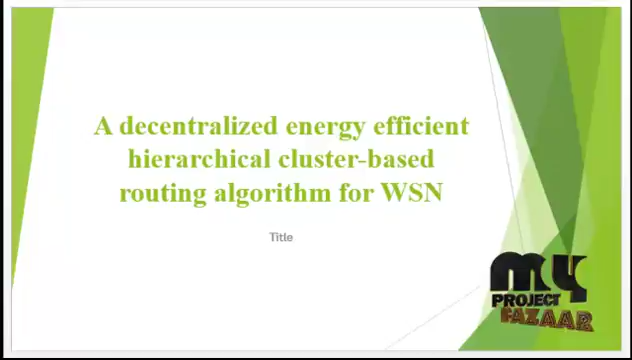 A decentralized energy efficient
hierarchical cluster-based
routing algorithm for WSN
Title
my
PROJECT
BAZAAR